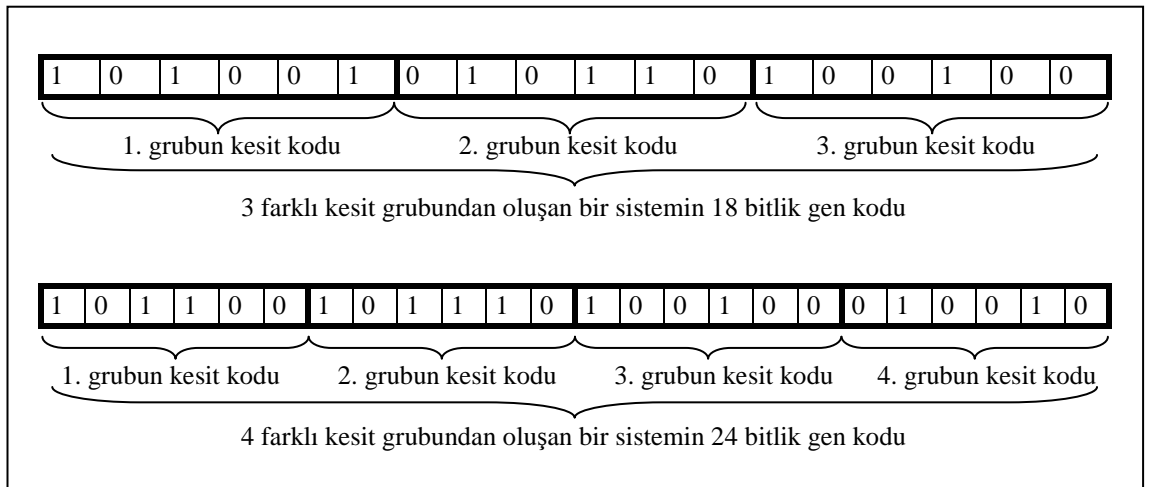 1 0 1 0 0 1 0 1 0 1 1 0 1 0 0 1 0 0
1. grubun kesit kodu 2. grubun kesit kodu 3. grubun kesit kodu
3 farklı kesit grubundan oluşan bir sistemin 18 bitlik gen kodu
1 0 1 1 0 0 1 0 1 1 1 0 1 0 0 1 0 0 0 1 0 0 1 0
1. grubun kesit kodu 2. grubun kesit kodu 3. grubun kesit kodu 4. grubun kesit kodu
4 farklı kesit grubundan oluşan bir sistemin 24 bitlik gen kodu